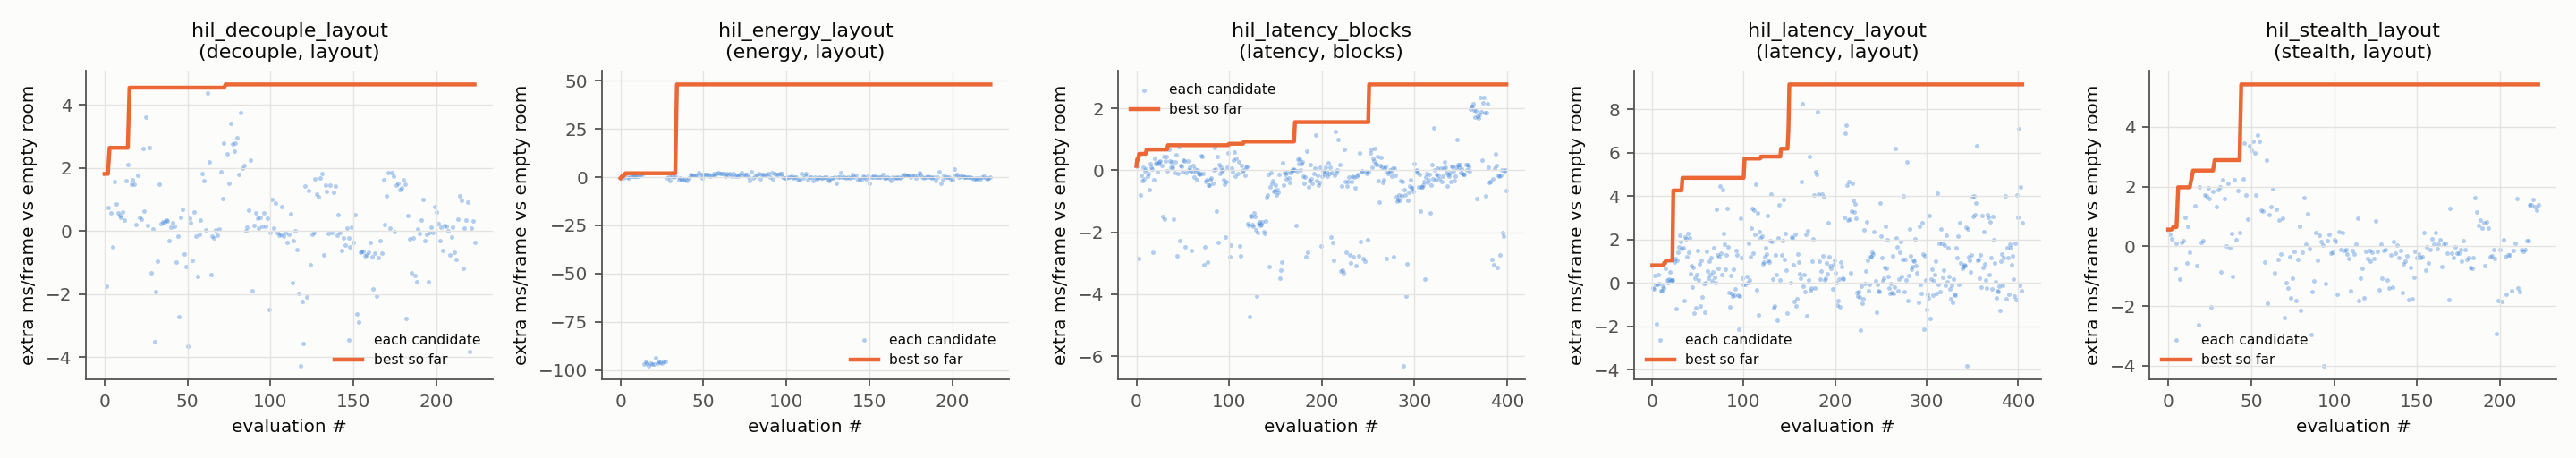 hil_decouple_layout
(decouple, layout)
extra ms/frame vs empty room
4
2
0
−2
−4
each candidate
best so far
0
50
100
150
200
evaluation #
hil_energy_layout
(energy, layout)
extra ms/frame vs empty room
50
25
0
−25
−50
−75
−100
each candidate
best so far
0
50
100
150
200
evaluation #
hil_latency_blocks
(latency, blocks)
extra ms/frame vs empty room
each candidate
best so far
2
0
−2
−4
−6
0
100
200
300
400
evaluation #
hil_latency_layout
(latency, layout)
extra ms/frame vs empty room
8
6
4
2
0
−2
−4
each candidate
best so far
0
100
200
300
400
evaluation #
hil_stealth_layout
(stealth, layout)
extra ms/frame vs empty room
4
2
0
−2
−4
each candidate
best so far
0
50
100
150
200
evaluation #